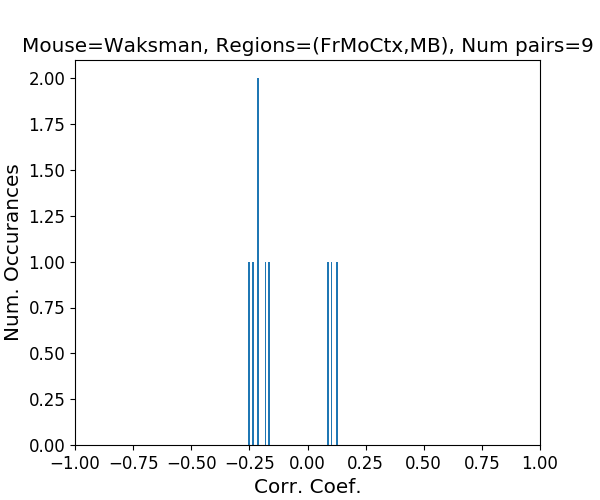 Mouse=Waksman, Regions=(FrMoCtx,MB), Num pairs=9
2.00
1.75
1.50
1.25
1.00
0.75
0.50
0.25
0.00
Num. Occurances
−1.00 −0.75 −0.50 −0.25 0.00 0.25 0.50 0.75 1.00
Corr. Coef.